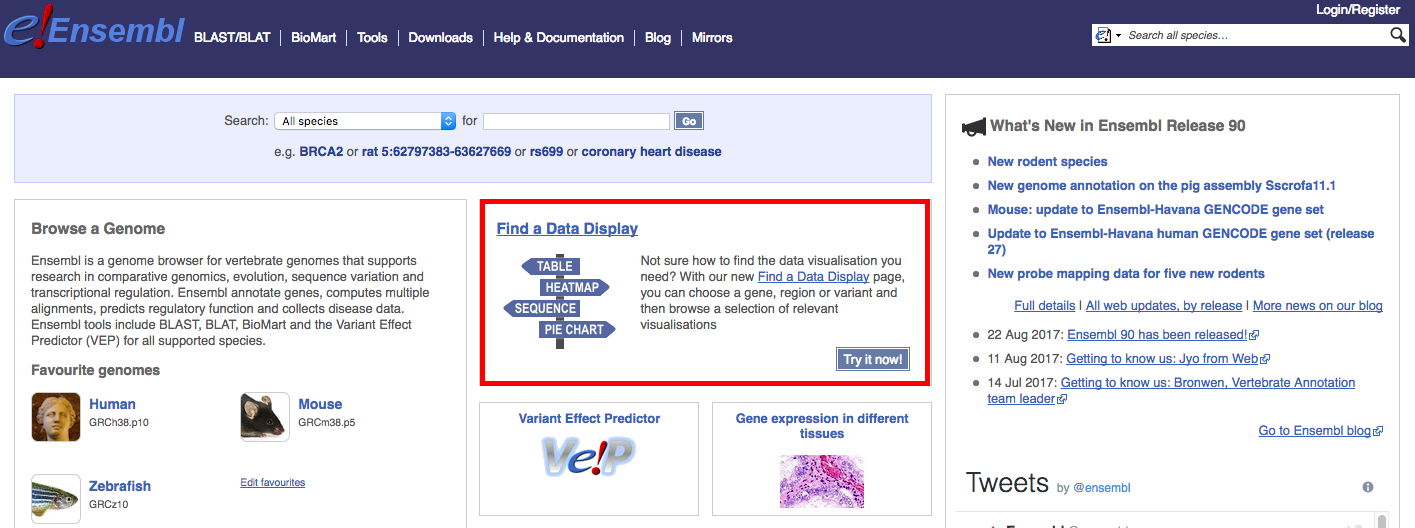 Login/Register
e!Ensembl
BLAST/BLAT
BioMart
Tools
Downloads
Help & Documentation
Blog
Mirrors
Search all species…
Search: All species for Go
e.g. BRCA2 or rat 5:62797383-63627669 or rs699 or coronary heart disease
Browse a Genome
Ensembl is a genome browser for vertebrate genomes that supports
research in comparative genomics, evolution, sequence variation and
transcriptional regulation. Ensembl annotate genes, computes multiple
alignments, predicts regulatory function and collects disease data.
Ensembl tools include BLAST, BLAT, BioMart and the Variant Effect
Predictor (VEP) for all supported species.
Favourite genomes
Human
GRCh38.p10
Mouse
GRCm38.p5
Zebrafish
GRCz10
Edit favourites
Find a Data Display
TABLE
HEATMAP
SEQUENCE
PIE CHART
Not sure how to find the data visualisation you
need? With our new Find a Data Display page,
you can choose a gene, region or variant and
then browse a selection of relevant
visualisations
Try it now!
Variant Effect Predictor
Ve!P
Gene expression in different
tissues
What's New in Ensembl Release 90
New rodent species
New genome annotation on the pig assembly Sscrofa11.1
Mouse: update to Ensembl-Havana GENCODE gene set
Update to Ensembl-Havana human GENCODE gene set (release
27)
New probe mapping data for five new rodents
Full details | All web updates, by release | More news on our blog
22 Aug 2017: Ensembl 90 has been released!
11 Aug 2017: Getting to know us: Jyo from Web
14 Jul 2017: Getting to know us: Bronwen, Vertebrate Annotation
team leader
Go to Ensembl blog
Tweets by @ensembl